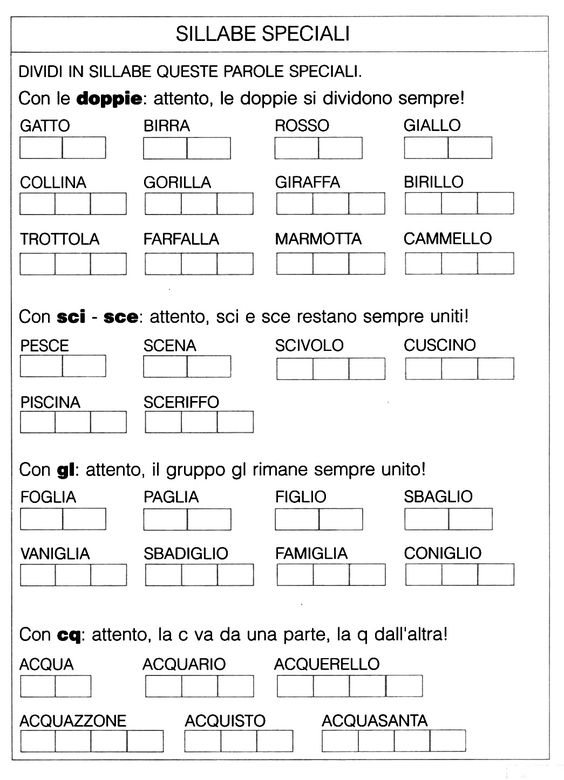 SILLABE SPECIALI
DIVIDI IN SILLABE QUESTE PAROLE SPECIALI.
Con le doppie: attento, le doppie si dividono sempre!
GATTO BIRRA ROSSO GIALLO
COLLINA GORILLA GIRAFFA BIRILLO
TROTTOLA FARFALLA MARMOTTA CAMMELLO
Con sci - sce: attento, sci e sce restano sempre uniti!
PESCE SCENA SCIVOLO CUSCINO
PISCINA SCERIFFO
Con gl: attento, il gruppo gl rimane sempre unito!
FOGLIA PAGLIA FIGLIO SBAGLIO
VANIGLIA SBADIGLIO FAMIGLIA CONIGLIO
Con cq: attento, la c va da una parte, la q dall'altra!
ACQUA ACQUARIO ACQUERELLO
ACQUAZZONE ACQUISTO ACQUASANTA